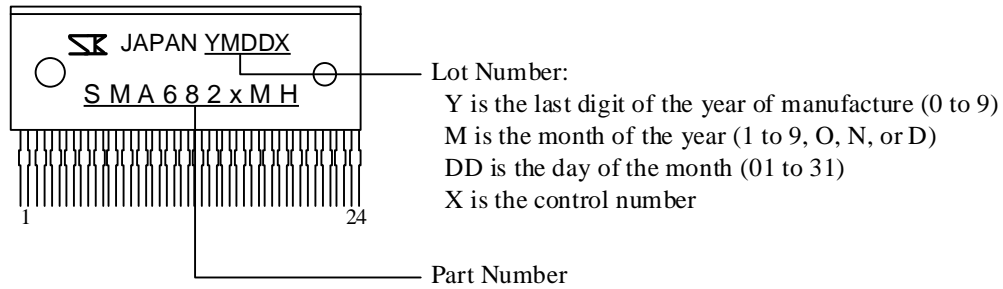 SK JAPAN YMDDX
SMA682xMH
1 24
Lot Number:
Y is the last digit of the year of manufacture (0 to 9)
M is the month of the year (1 to 9, O, N, or D)
DD is the day of the month (01 to 31)
X is the control number
Part Number